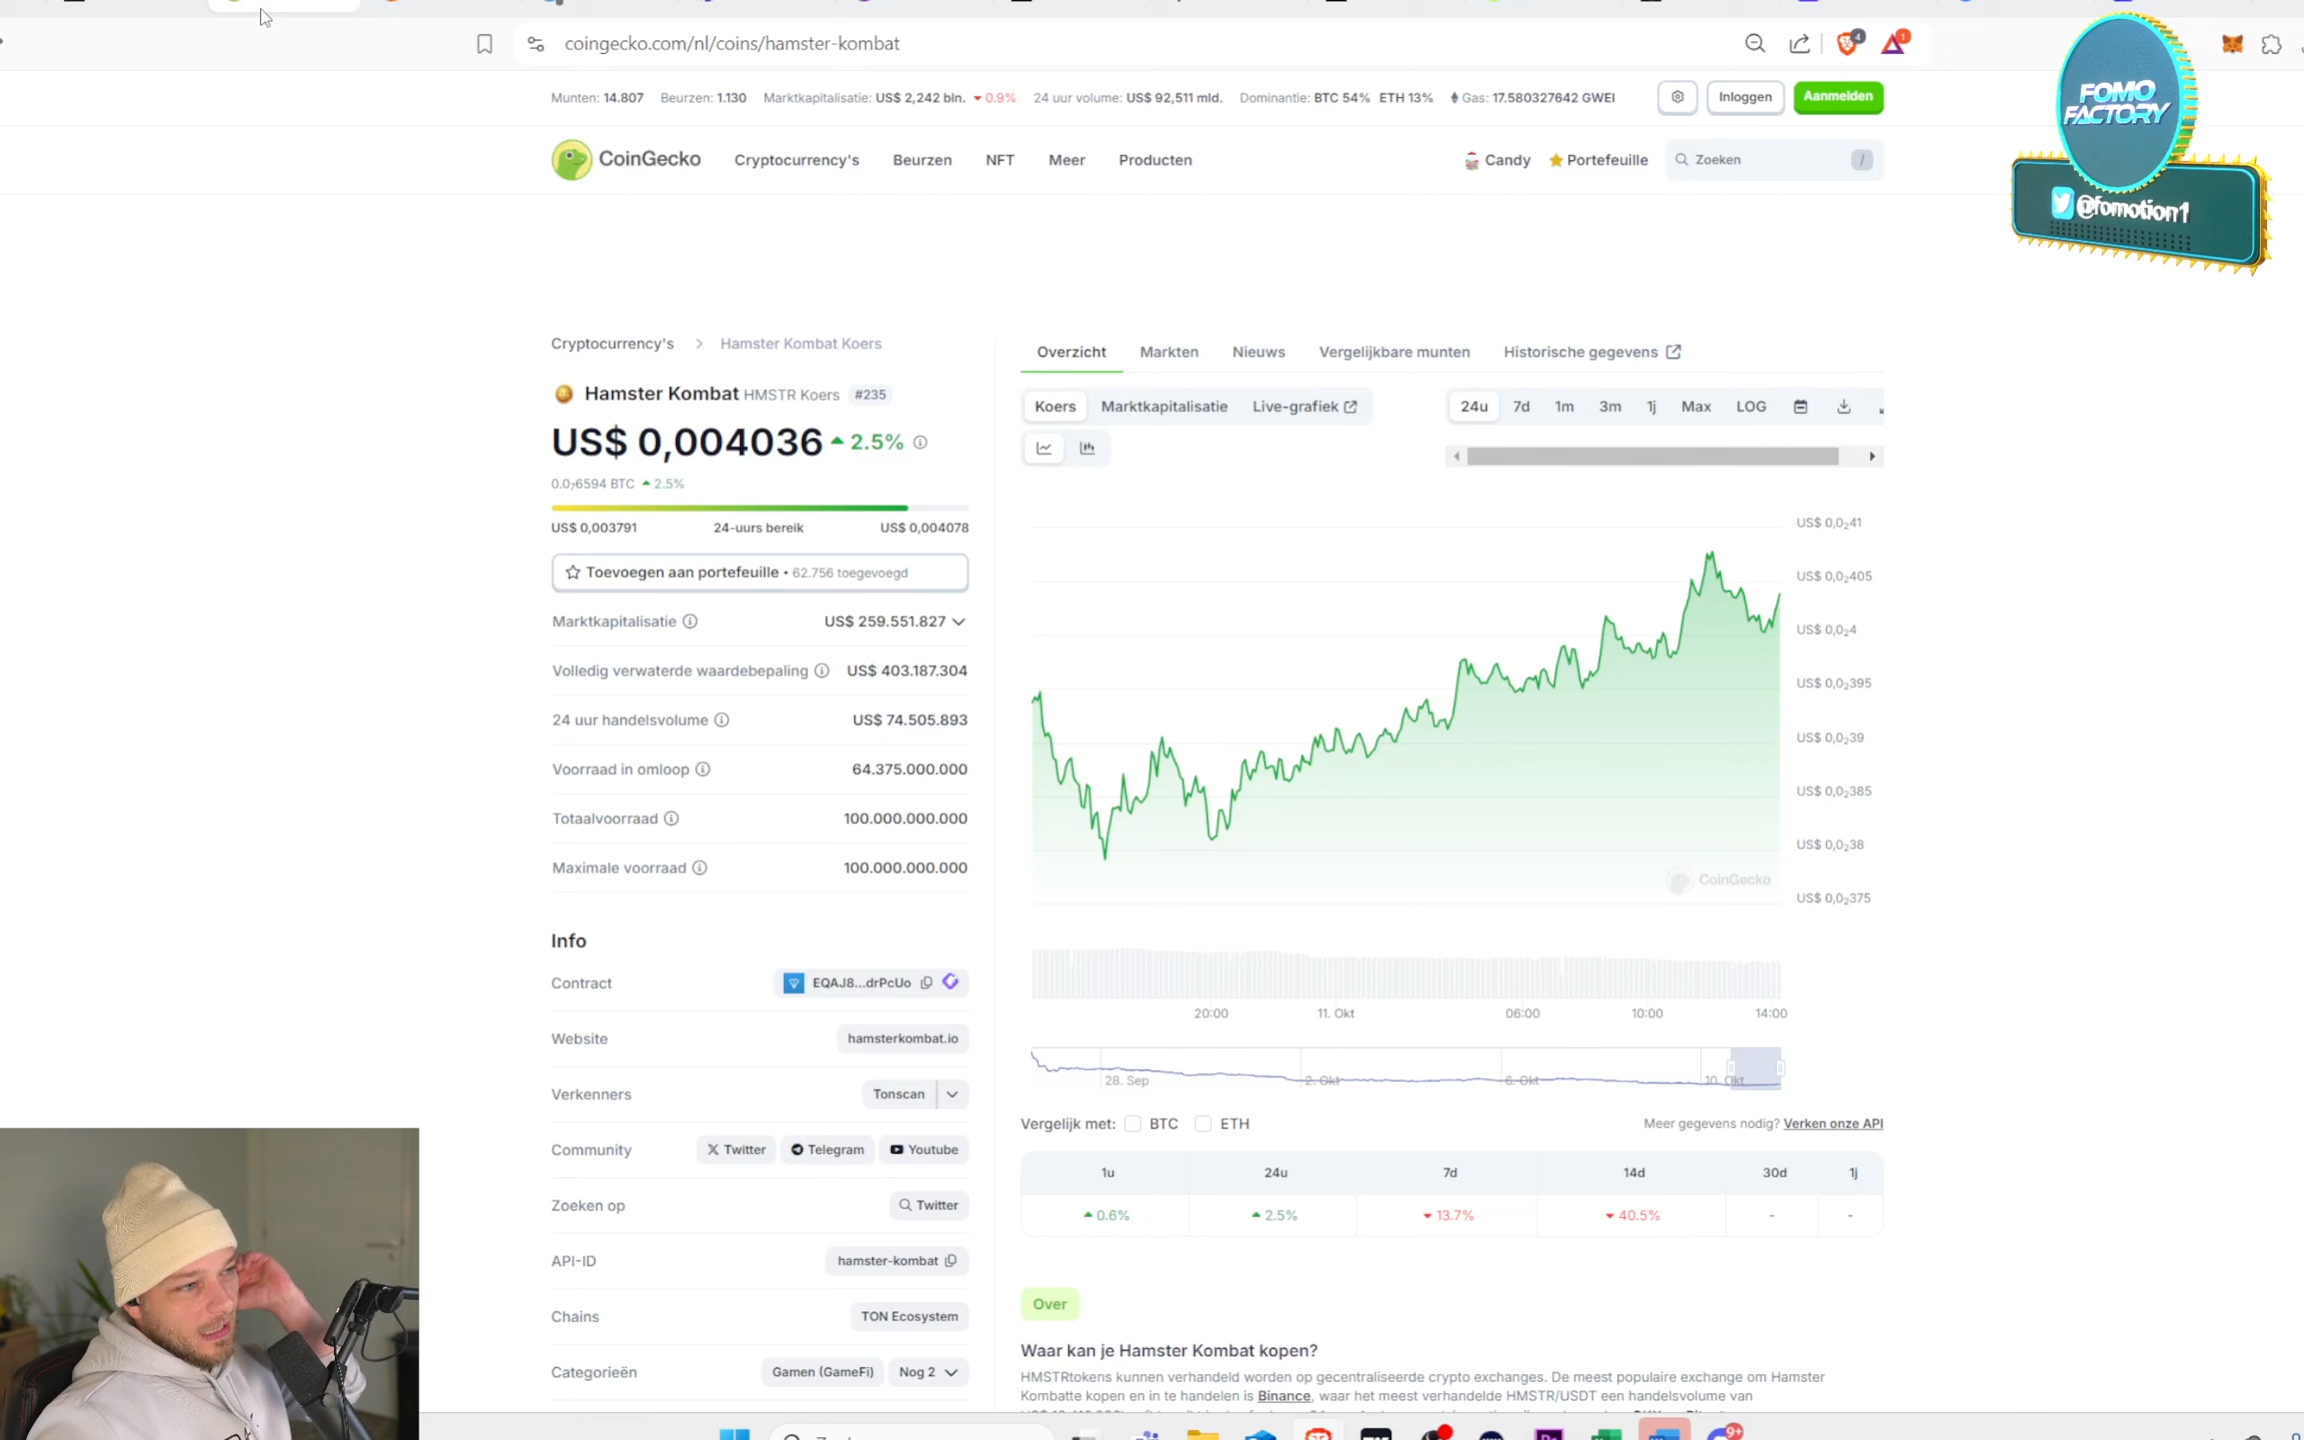 coingecko.com/nl/coins/hamster-kombat
4
1
FOMO
FACTORY
@fomotion1
Munten: 14.807 Beurzen: 1.130 Marktkapitalisatie: US$ 2,242 bln. 0.9% 24 uur volume: US$ 92,511 mld. Dominantie: BTC 54% ETH 13% Gas: 17.580327642 GWEI
Inloggen
Aanmelden
CoinGecko
Cryptocurrency's Beurzen NFT Meer Producten
Candy Portefeuille Zoeken /
Cryptocurrency's > Hamster Kombat Koers
Hamster Kombat HMSTR Koers #235
US$ 0,004036 2.5%
0.0₇6594 BTC 2.5%
US$ 0,003791 24-uurs bereik US$ 0,004078
Toevoegen aan portefeuille • 62.756 toegevoegd
Marktkapitalisatie US$ 259.551.827
Volledig verwaterde waardebepaling US$ 403.187.304
24 uur handelsvolume US$ 74.505.893
Voorraad in omloop 64.375.000.000
Totaalvoorraad 100.000.000.000
Maximale voorraad 100.000.000.000
Info
Contract EQAJ8...drPcUo
Website hamsterkombat.io
Verkenners Tonscan
Community Twitter Telegram Youtube
Zoeken op Twitter
API-ID hamster-kombat
Chains TON Ecosystem
Categorieën Gamen (GameFi) Nog 2
Overzicht Markten Nieuws Vergelijkbare munten Historische gegevens
Koers Marktkapitalisatie Live-grafiek
24u 7d 1m 3m 1j Max LOG
US$ 0,0₂41
US$ 0,0₂405
US$ 0,0₂4
US$ 0,0₂395
US$ 0,0₂39
US$ 0,0₂385
US$ 0,0₂38
US$ 0,0₂375
CoinGecko
20:00 11. Okt 06:00 10:00 14:00
28. Sep 2. Okt 6. Okt 10. Okt
Vergelijk met: BTC ETH
Meer gegevens nodig? Verken onze API
1u 24u 7d 14d 30d 1j
0.6% 2.5% 13.7% 40.5% - -
Over
Waar kan je Hamster Kombat kopen?
HMSTRtokens kunnen verhandeld worden op gecentraliseerde crypto exchanges. De meest populaire exchange om Hamster
Kombatte kopen en in te handelen is Binance, waar het meest verhandelde HMSTR/USDT een handelsvolume van
9+